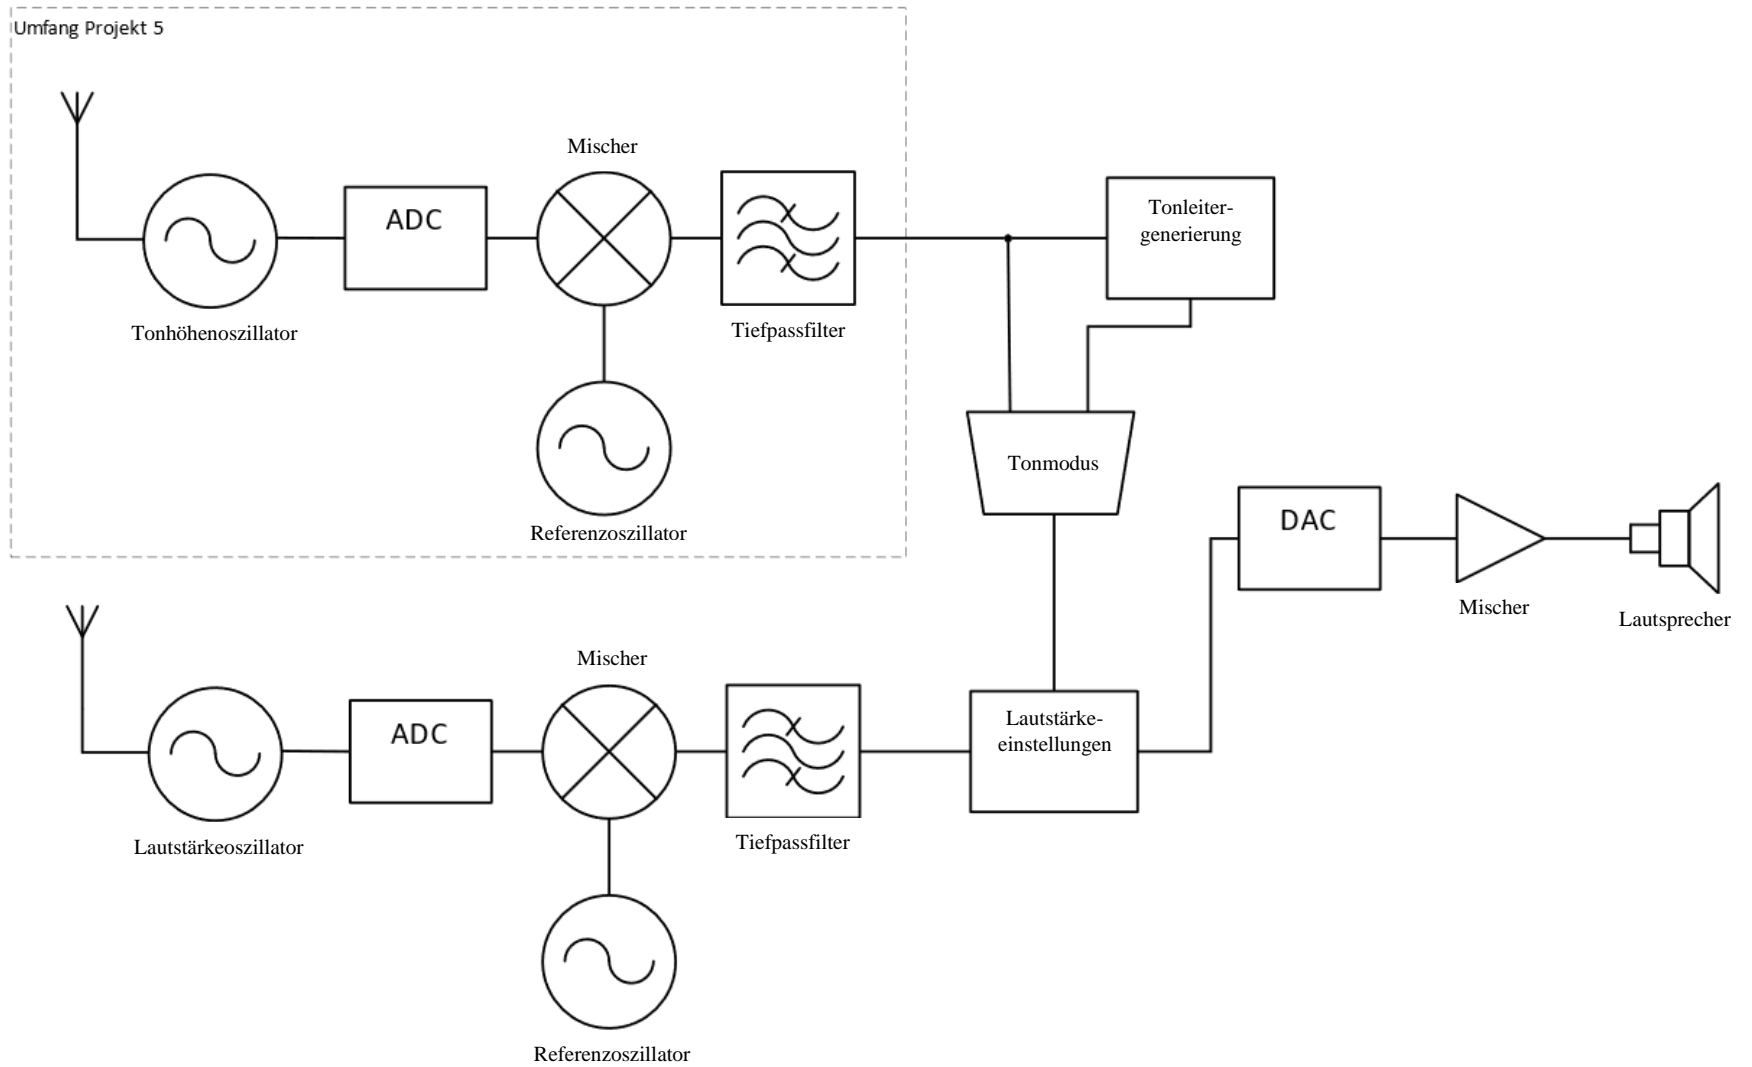 Umfang Projekt 5
Mischer
ADC
Tonhöhenoszillator
Tiefpassfilter
Referenzoszillator
Tonleiter-
generierung
Tonmodus
DAC
Mischer
Lautsprecher
Mischer
ADC
Lautstärkeoszillator
Tiefpassfilter
Lautstärke-
einstellungen
Referenzoszillator